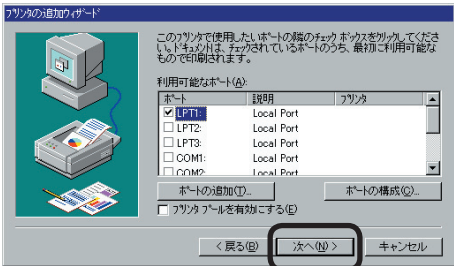 プリンタの追加ウィザード
このプリンタで使用したいポートの隣のチェック ボックスをクリックしてくださ
い。ドキュメントは、チェックされているポートのうち、最初に利用可能な
もので印刷されます。
利用可能なポート(A):
ポート 説明 プリンタ
LPT1: Local Port
LPT2: Local Port
LPT3: Local Port
COM1: Local Port
COM2: Local Port
ポートの追加(T)... ポートの構成(C)...
プリンタ プールを有効にする(E)
< 戻る(B) 次へ(N) > キャンセル